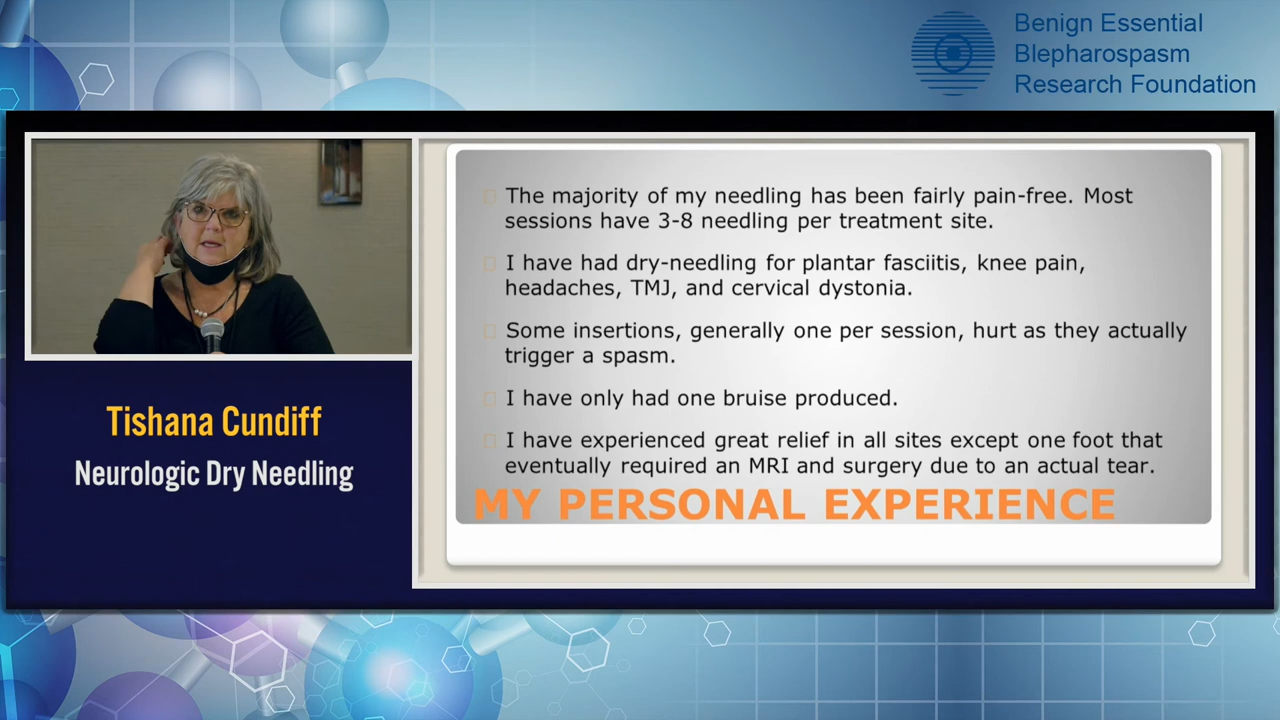 Benign Essential
Blepharospasm
Research Foundation
Tishana Cundiff
Neurologic Dry Needling
The majority of my needling has been fairly pain-free. Most
sessions have 3-8 needling per treatment site.
I have had dry-needling for plantar fasciitis, knee pain,
headaches, TMJ, and cervical dystonia.
Some insertions, generally one per session, hurt as they actually
trigger a spasm.
I have only had one bruise produced.
I have experienced great relief in all sites except one foot that
eventually required an MRI and surgery due to an actual tear.
MY PERSONAL EXPERIENCE